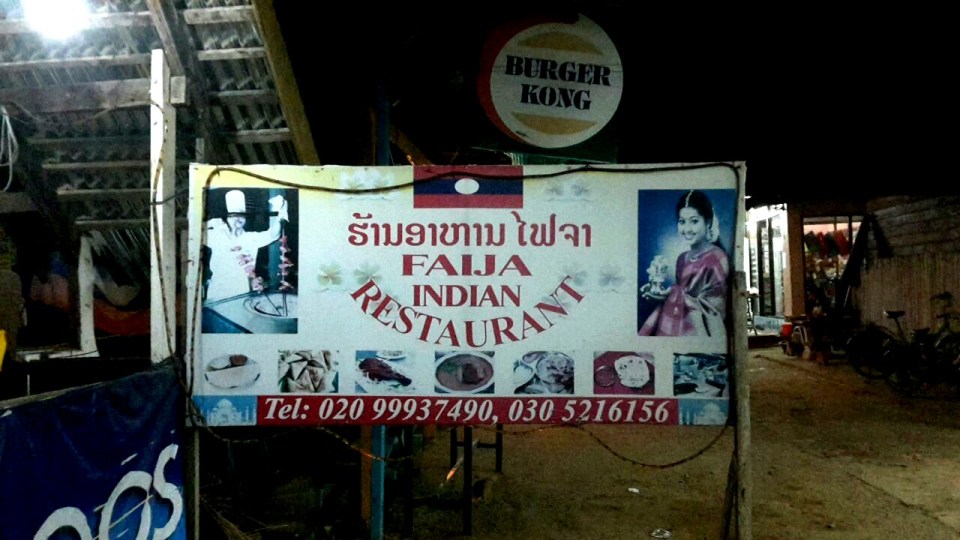 BURGER
KONG
ຮ້ານອາຫານ ໄຟຈາ
FAIJA
INDIAN
RESTAURANT
Tel: 020 99937490, 030 5216156